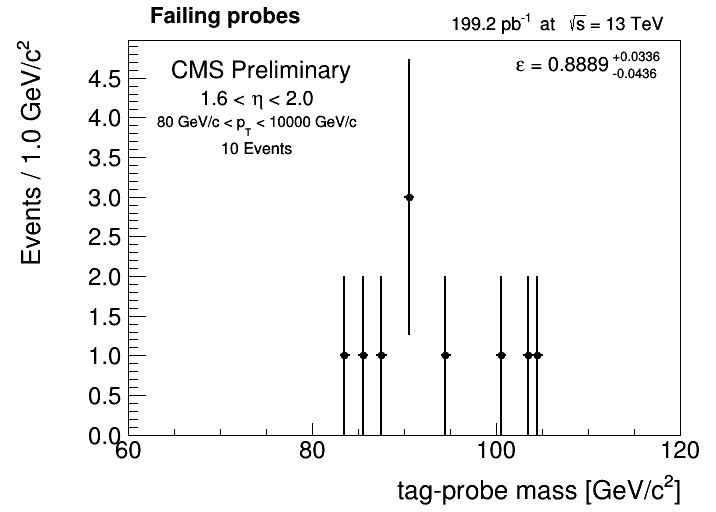 Failing probes
199.2 pb⁻¹ at √s = 13 TeV
CMS Preliminary
ε = 0.8889 +0.0336 -0.0436
1.6 < η < 2.0
80 GeV/c < p_T < 10000 GeV/c
10 Events
Events / 1.0 GeV/c²
4.5
4.0
3.5
3.0
2.5
2.0
1.5
1.0
0.5
0.0
60 80 100 120
tag-probe mass [GeV/c²]